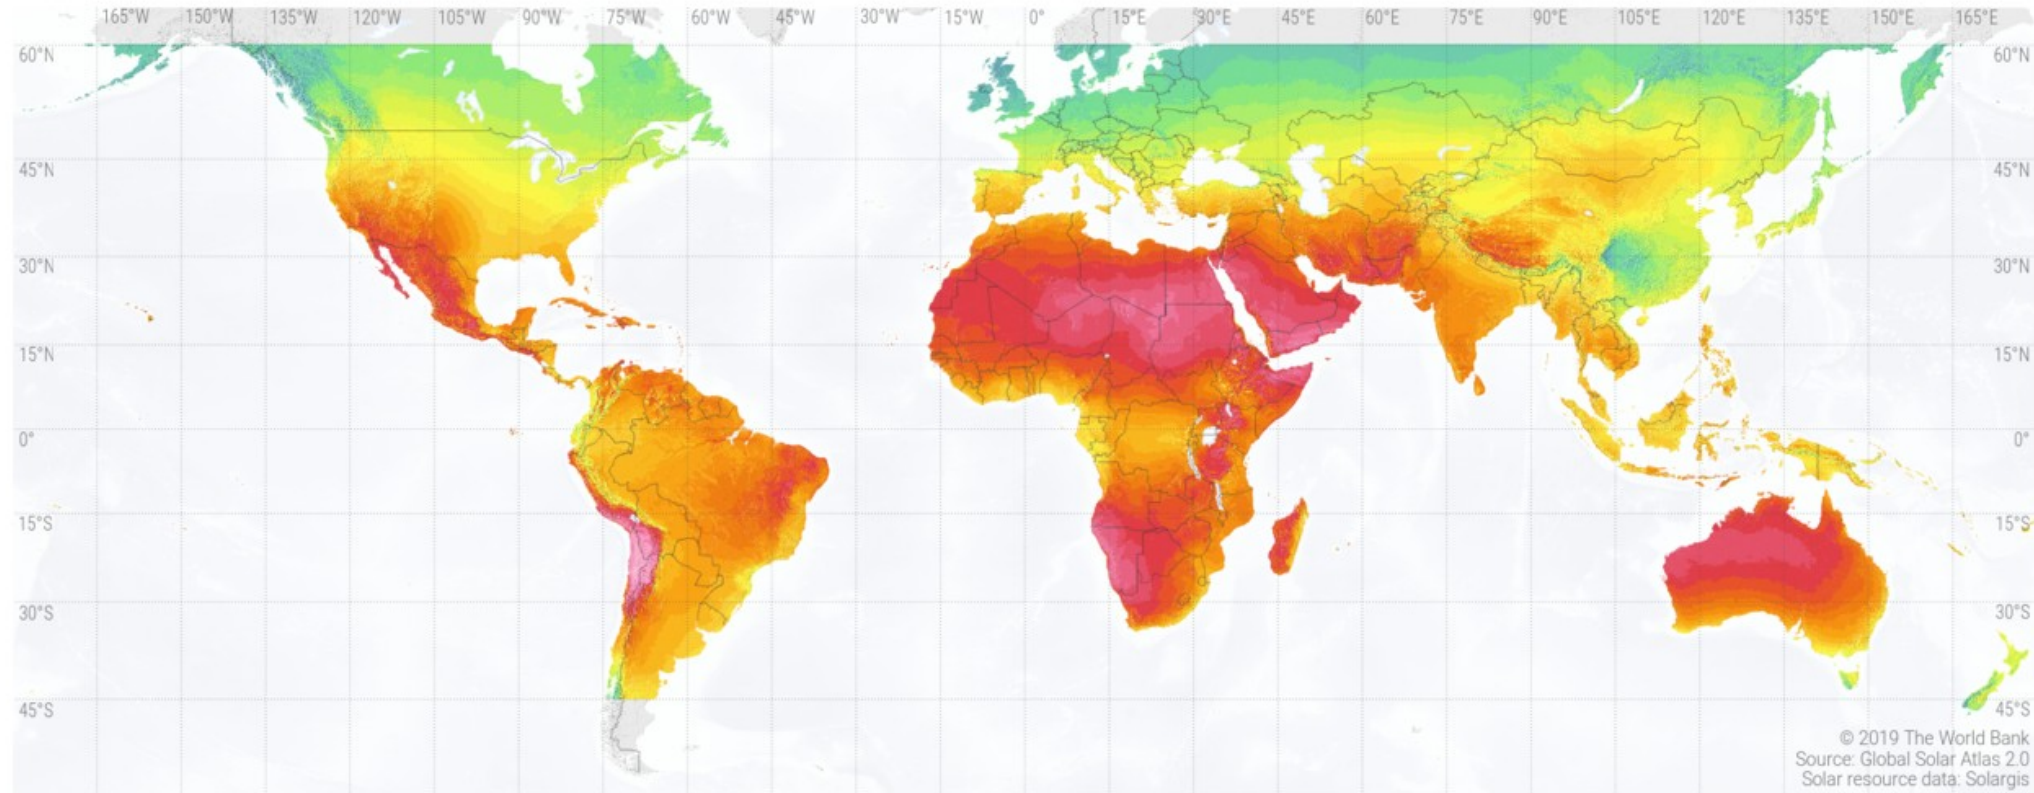 165°W 150°W 135°W 120°W 105°W 90°W 75°W 60°W 45°W 30°W 15°W 0° 15°E 30°E 45°E 60°E 75°E 90°E 105°E 120°E 135°E 150°E 165°E
60°N 60°N
45°N 45°N
30°N 30°N
15°N 15°N
0° 0°
15°S 15°S
30°S 30°S
45°S 45°S
© 2019 The World Bank
Source: Global Solar Atlas 2.0
Solar resource data: Solargis